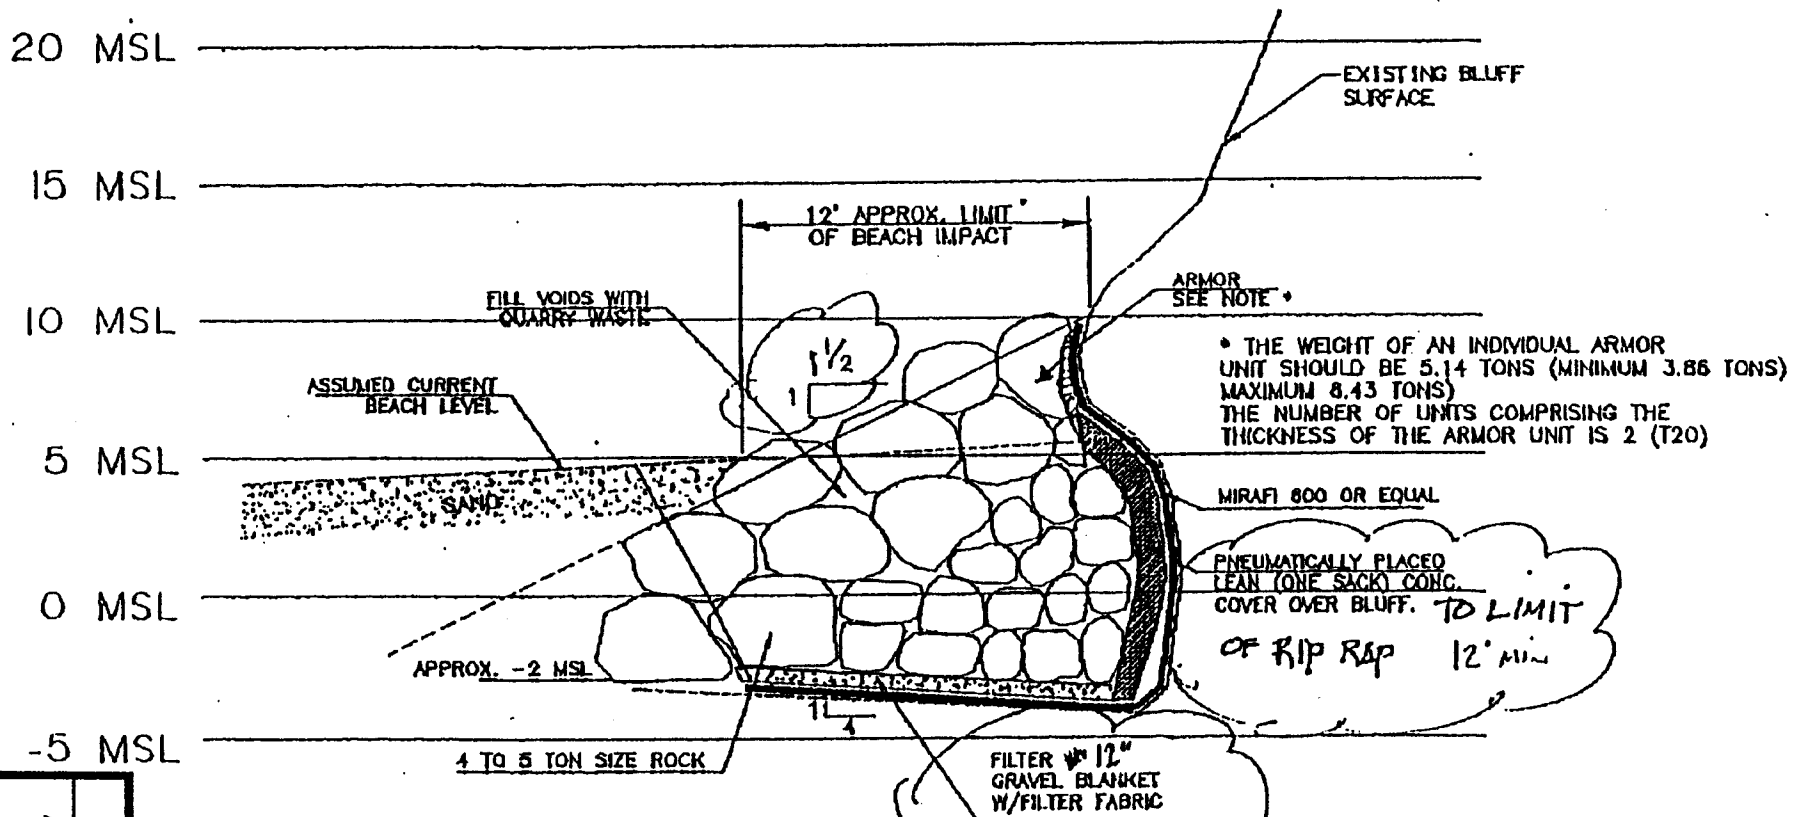 20 MSL
EXISTING BLUFF
SURFACE
15 MSL
12' APPROX. LIMIT *
OF BEACH IMPACT
ARMOR
SEE NOTE *
FILL VOIDS WITH
QUARRY WASTE
10 MSL
1 1/2
1
* THE WEIGHT OF AN INDIVIDUAL ARMOR
UNIT SHOULD BE 5.14 TONS (MINIMUM 3.86 TONS)
MAXIMUM 6.43 TONS)
THE NUMBER OF UNITS COMPRISING THE
THICKNESS OF THE ARMOR UNIT IS 2 (T20)
ASSUMED CURRENT
BEACH LEVEL
5 MSL
SAND
MIRAFI 600 OR EQUAL
PNEUMATICALLY PLACED
LEAN (ONE SACK) CONC.
COVER OVER BLUFF. TO LIMIT
OF RIP RAP 12' MIN
0 MSL
APPROX. -2 MSL
1
4
-5 MSL
4 TO 5 TON SIZE ROCK
FILTER 12"
GRAVEL BLANKET
W/FILTER FABRIC